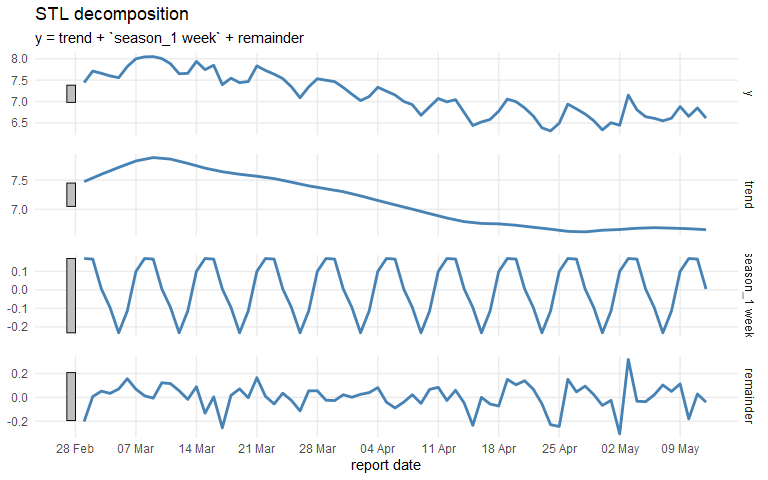 STL decomposition
y = trend + `season_1 week` + remainder
8.0
7.5
7.0
6.5
y
7.5
7.0
trend
0.1
0.0
-0.1
-0.2
season_1 week
0.2
0.0
-0.2
remainder
28 Feb 07 Mar 14 Mar 21 Mar 28 Mar 04 Apr 11 Apr 18 Apr 25 Apr 02 May 09 May
report date